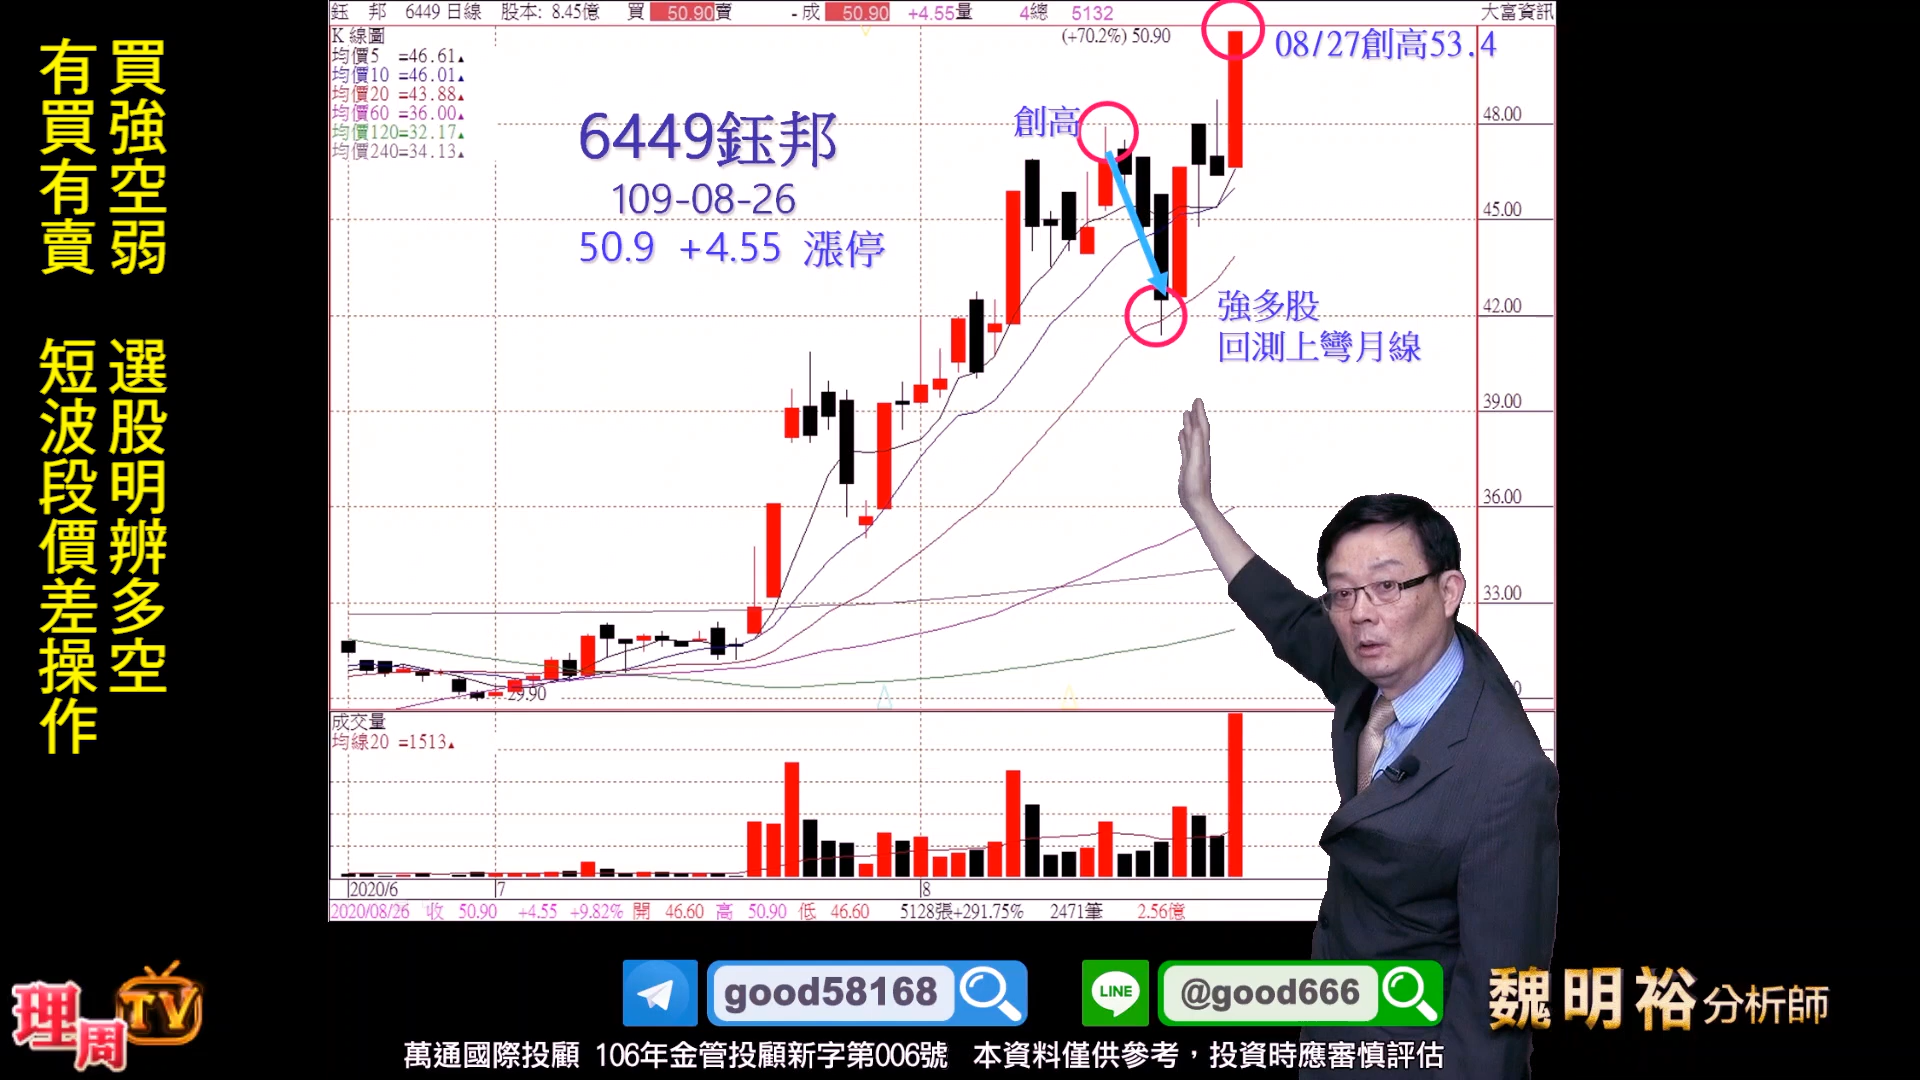 買強空弱 選股明辨多空
有買有賣 短波段價差操作
鈺 邦 6449 日線 股本: 8.45億 買 50.90賣 -成 50.90 +4.55量 4總 5132 大富資訊
K 線圖
均價5 =46.61▲
均價10 =46.01▲
均價20 =43.88▲
均價60 =36.00▲
均價120=32.17▲
均價240=34.13▲
(+70.2%) 50.90
08/27創高53.4
創高
6449鈺邦
109-08-26
50.9 +4.55 漲停
強多股
回測上彎月線
48.00
45.00
42.00
39.00
36.00
33.00
29.90
成交量
均線20 =1513▲
2020/6 7 8
2020/08/26 收 50.90 +4.55 +9.82% 開 46.60 高 50.90 低 46.60 5128張+291.75% 2471筆 2.56億
理周TV
good58168
LINE
@good666
魏明裕分析師
萬通國際投顧 106年金管投顧新字第006號 本資料僅供參考，投資時應審慎評估